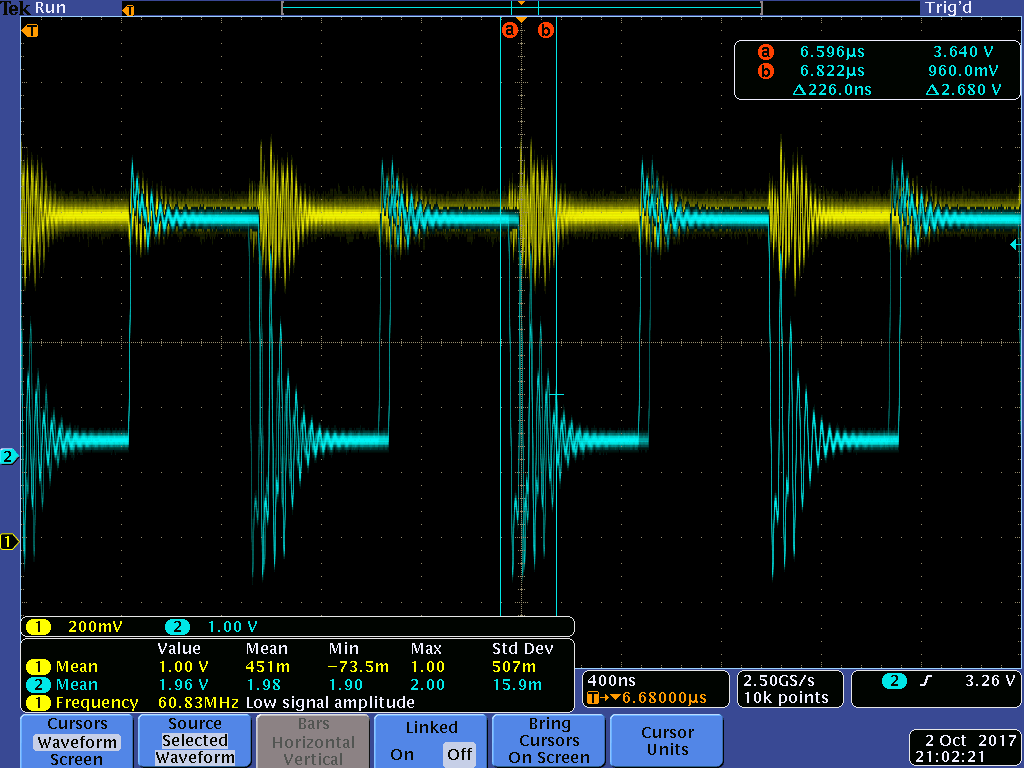 Tek Run Trig'd
T
T a b
a 6.596µs 3.640 V
b 6.822µs 960.0mV
Δ226.0ns Δ2.680 V
2
1
1 200mV 2 1.00 V
Value Mean Min Max Std Dev
1 Mean 1.00 V 451m −73.5m 1.00 507m
2 Mean 1.96 V 1.98 1.90 2.00 15.9m
1 Frequency 60.83MHz Low signal amplitude
400ns
T→▼6.68000µs
2.50GS/s
10k points
2 3.26 V
Cursors
Waveform
Screen
Source
Selected
Waveform
Bars
Horizontal
Vertical
Linked
On Off
Bring
Cursors
On Screen
Cursor
Units
2 Oct 2017
21:02:21